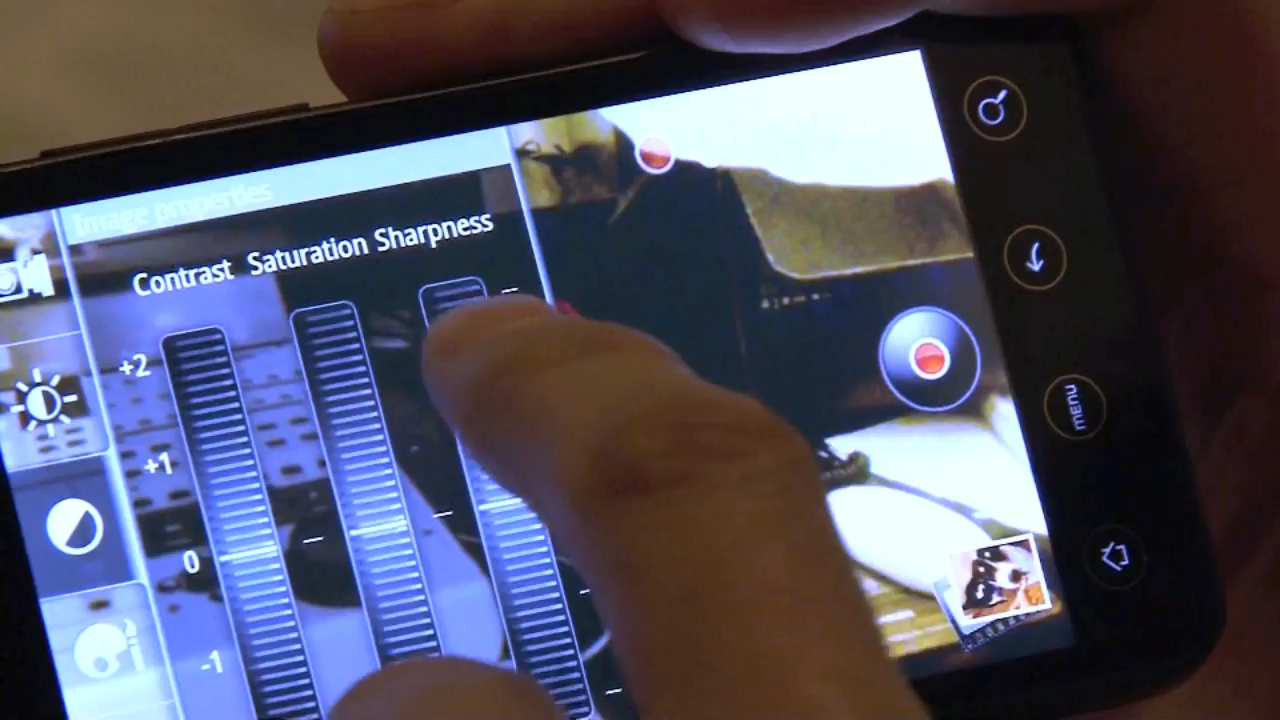 Image properties
Contrast Saturation Sharpness
+2
+1
0
-1
MENU